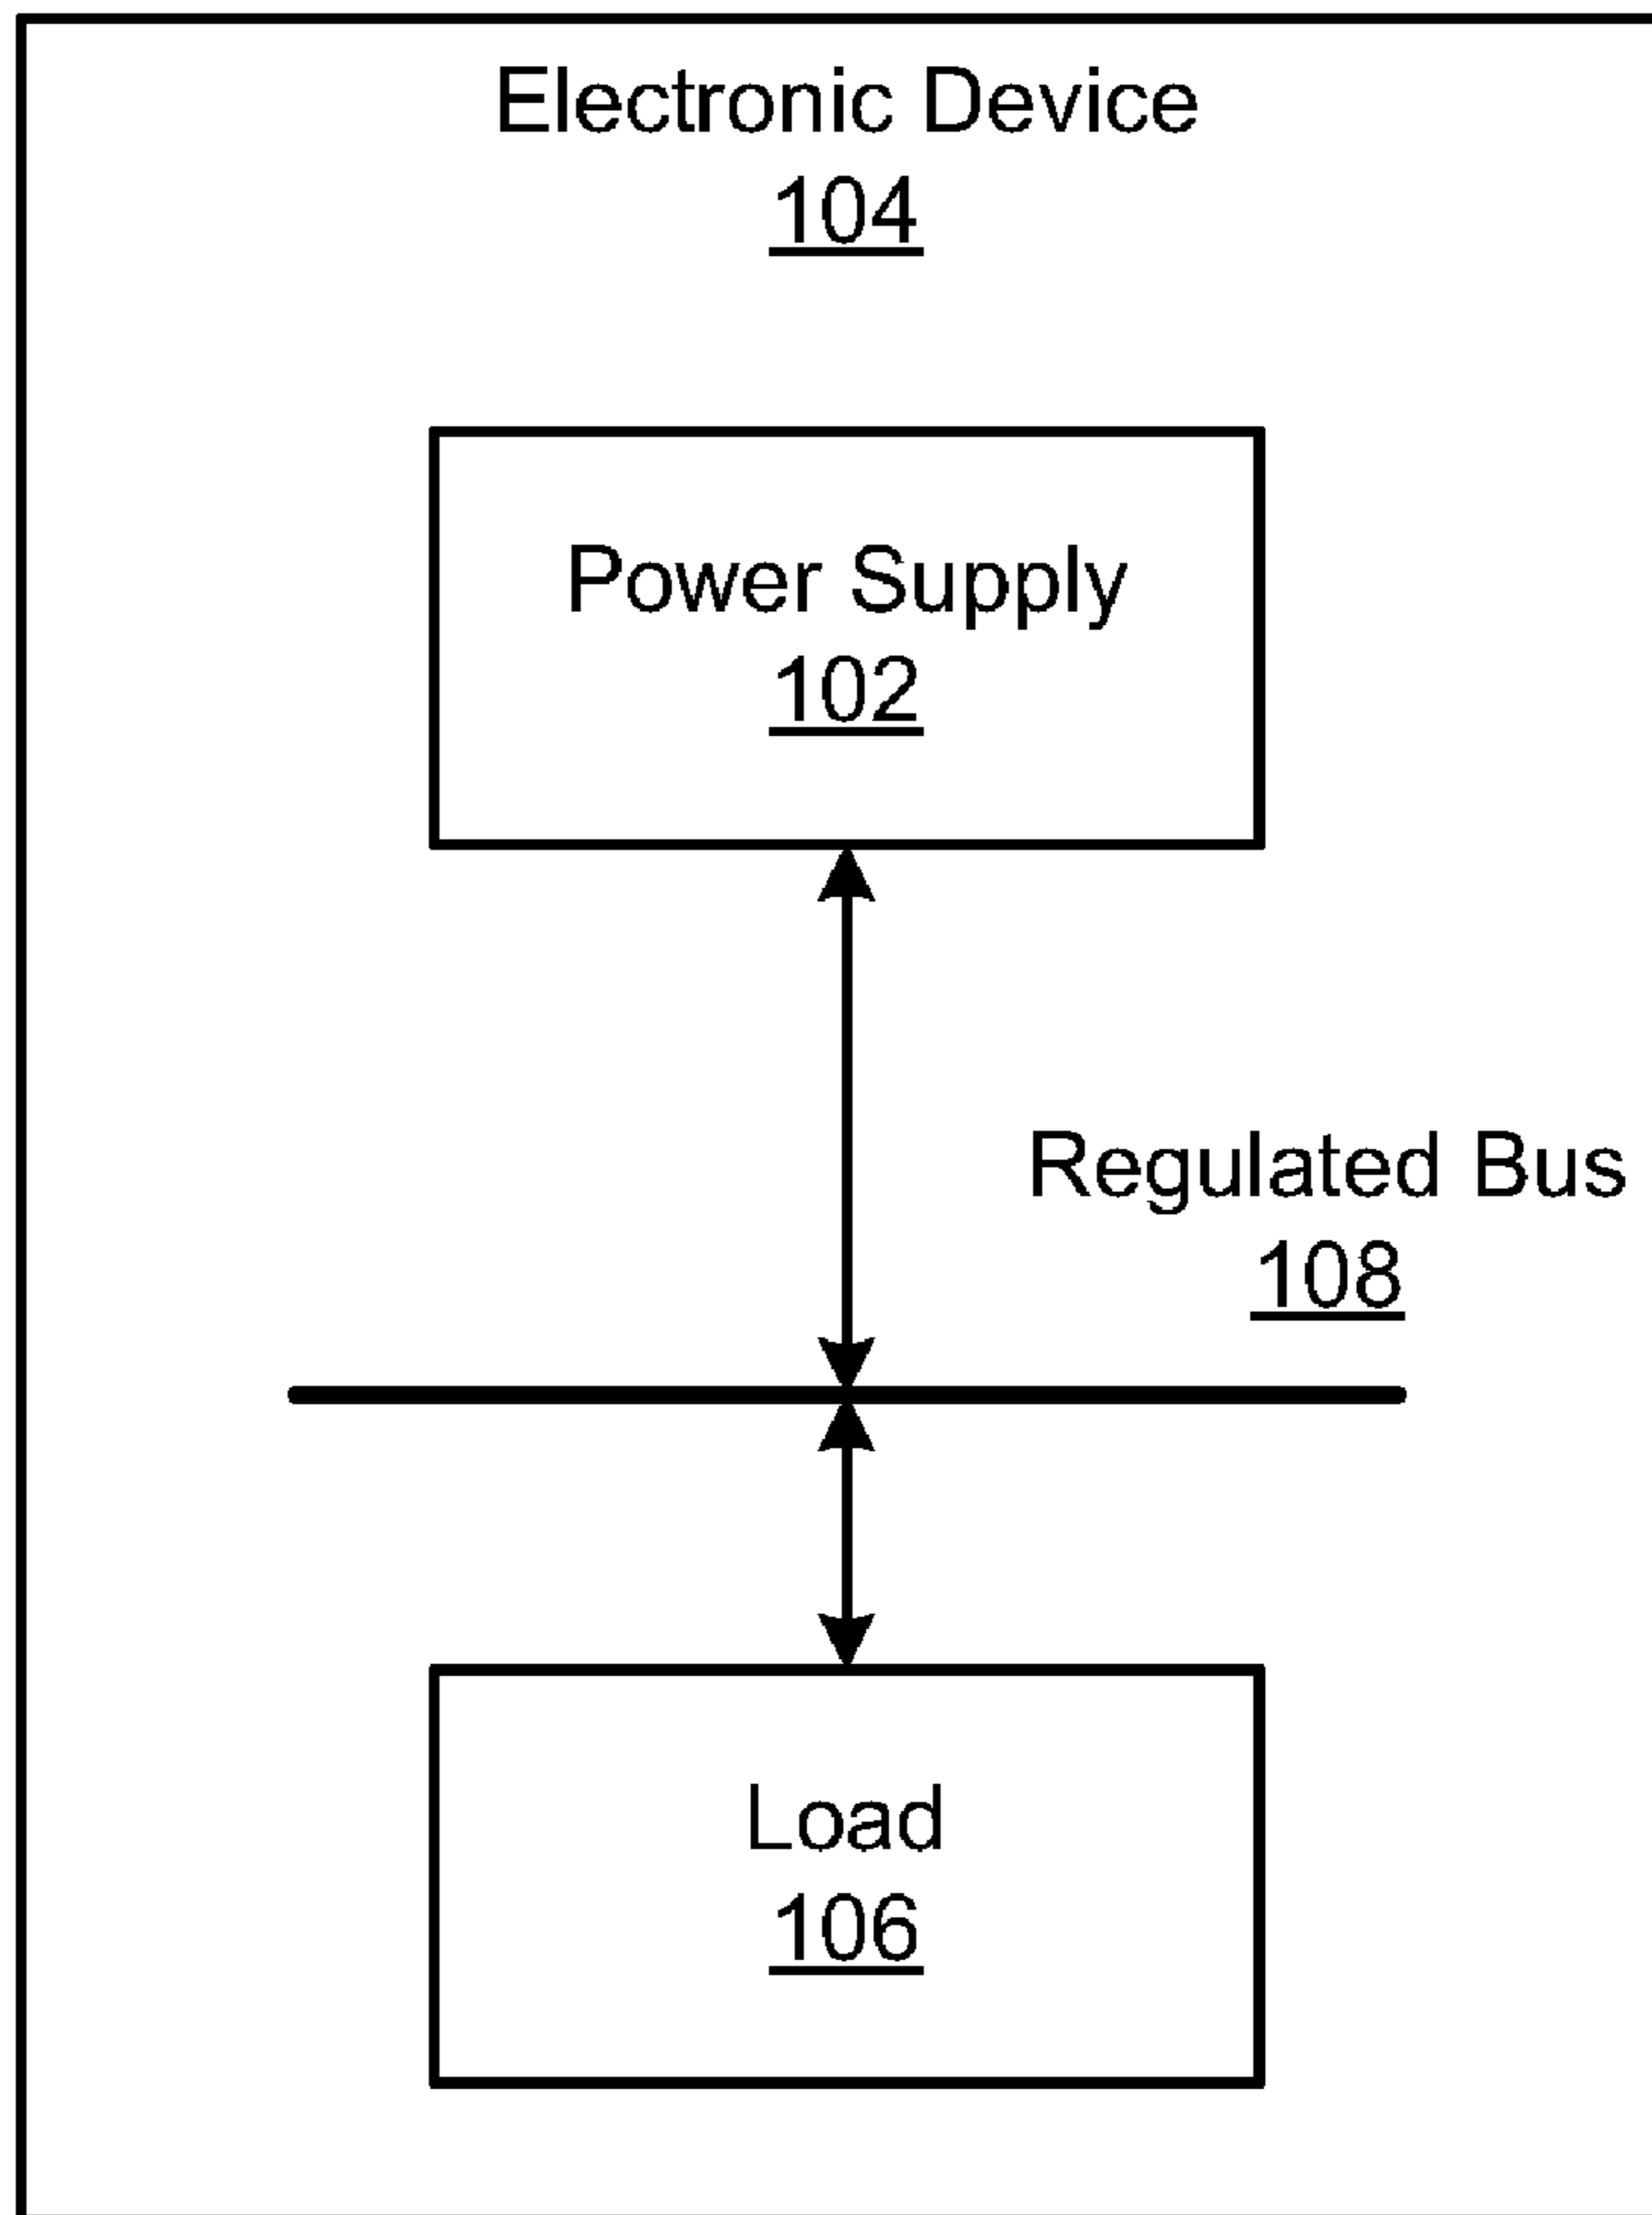 Electronic Device
104
Power Supply
102
Regulated Bus
108
Load
106